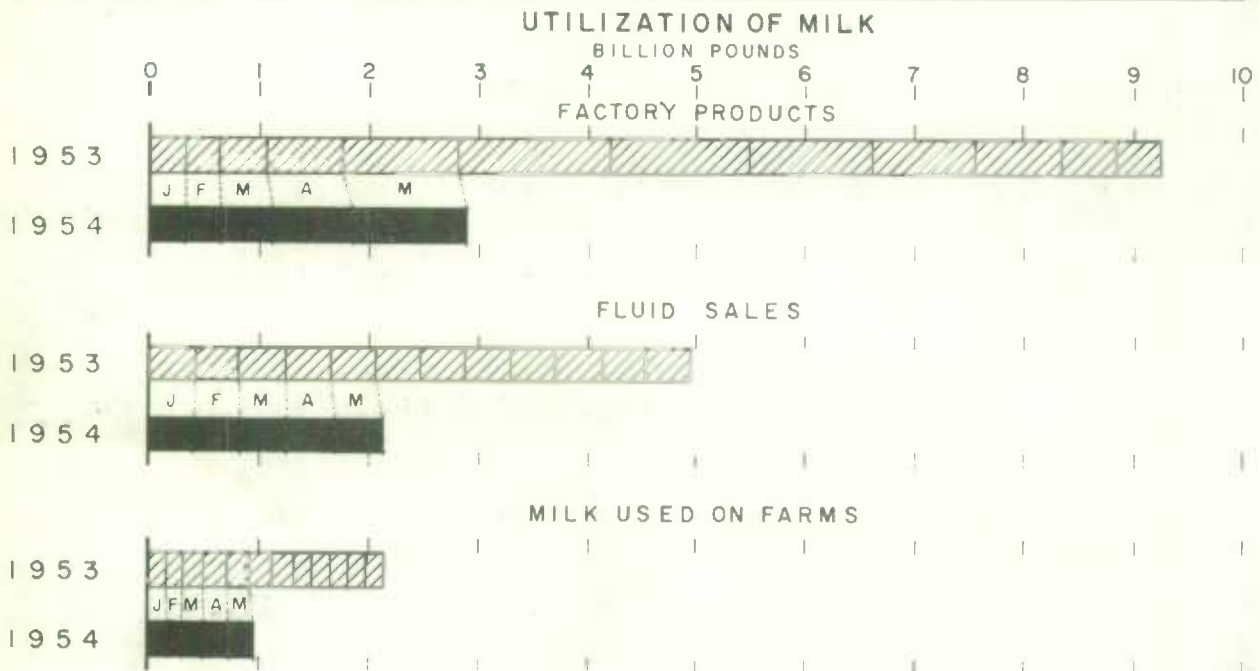 UTILIZATION OF MILK
BILLION POUNDS
0 1 2 3 4 5 6 7 8 9 10
FACTORY PRODUCTS
1953
J F M A M
1954
FLUID SALES
1953
J F M A M
1954
MILK USED ON FARMS
1953
J F M A M
1954